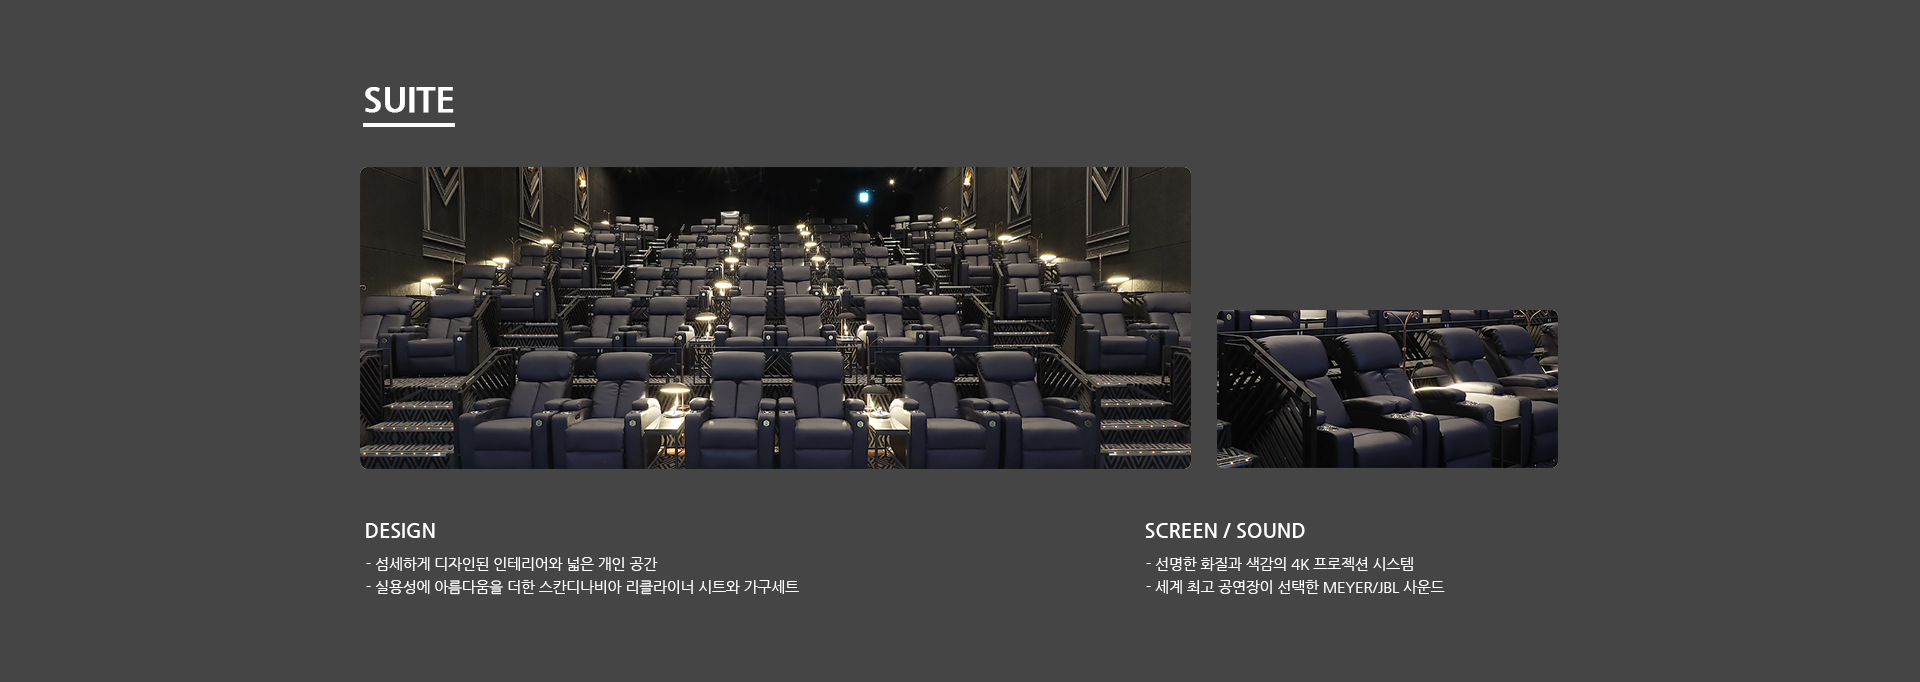 SUITE
DESIGN
- 섬세하게 디자인된 인테리어와 넓은 개인 공간
- 실용성에 아름다움을 더한 스칸디나비아 리클라이너 시트와 가구세트
SCREEN / SOUND
- 선명한 화질과 색감의 4K 프로젝션 시스템
- 세계 최고 공연장이 선택한 MEYER/JBL 사운드